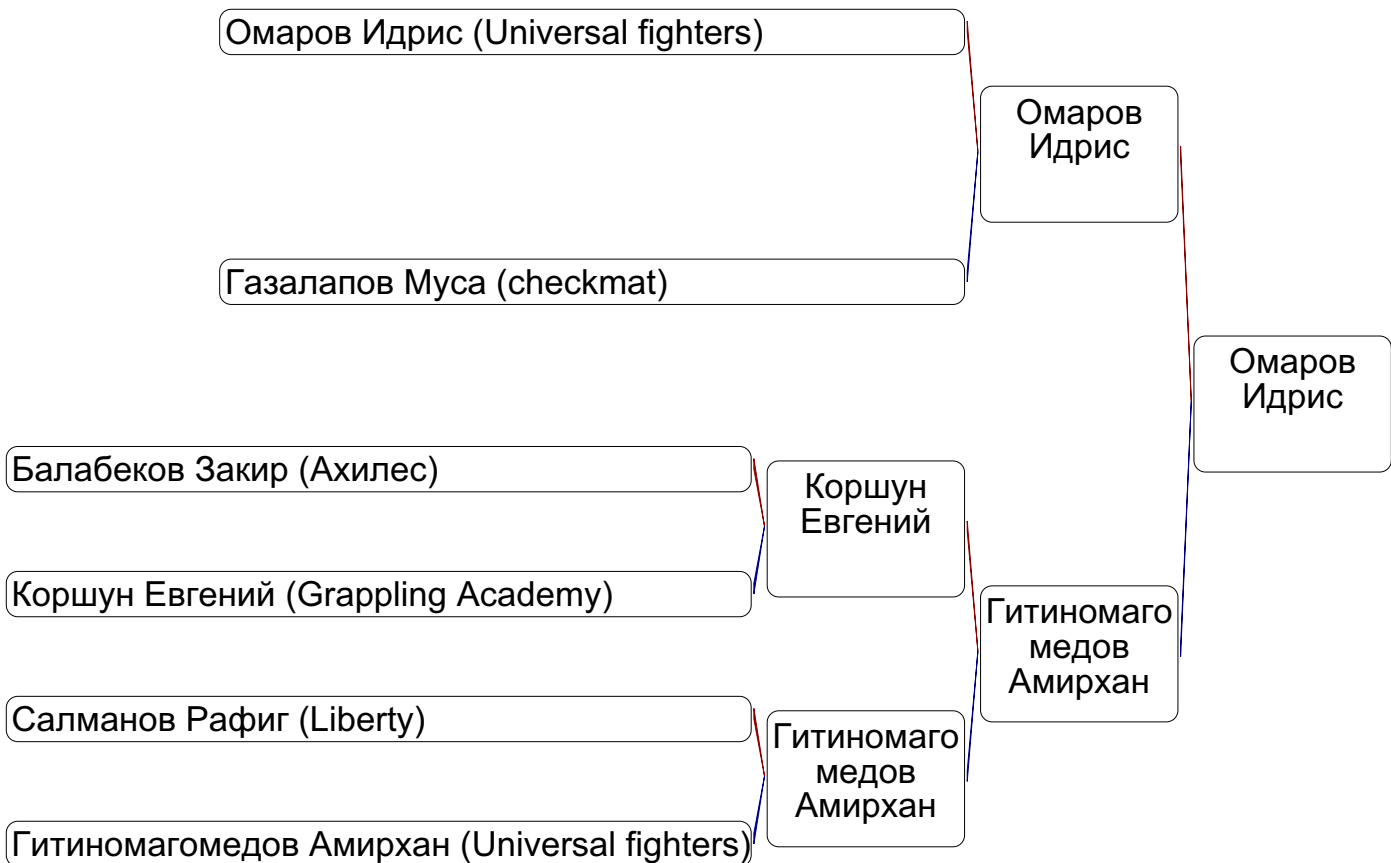 Омаров Идрис (Universal fighters)
Омаров
Идрис
Газалапов Муса (checkmat)
Омаров
Идрис
Балабеков Закир (Ахилес)
Коршун
Евгений
Коршун Евгений (Grappling Academy)
Гитиномаго
медов
Амирхан
Салманов Рафиг (Liberty)
Гитиномаго
медов
Амирхан
Гитиномагомедов Амирхан (Universal fighters)